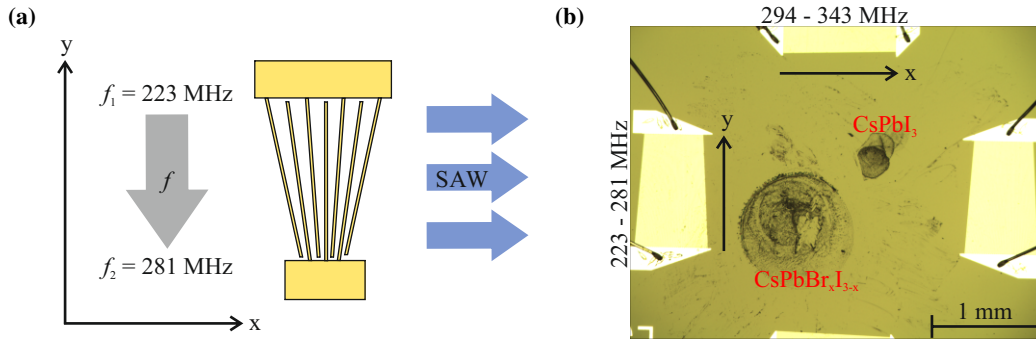 (a)
y
f₁ = 223 MHz
f
f₂ = 281 MHz
x
SAW
(b)
294 - 343 MHz
x
CsPbI₃
y
223 - 281 MHz
CsPbBrₓI₃₋ₓ
1 mm